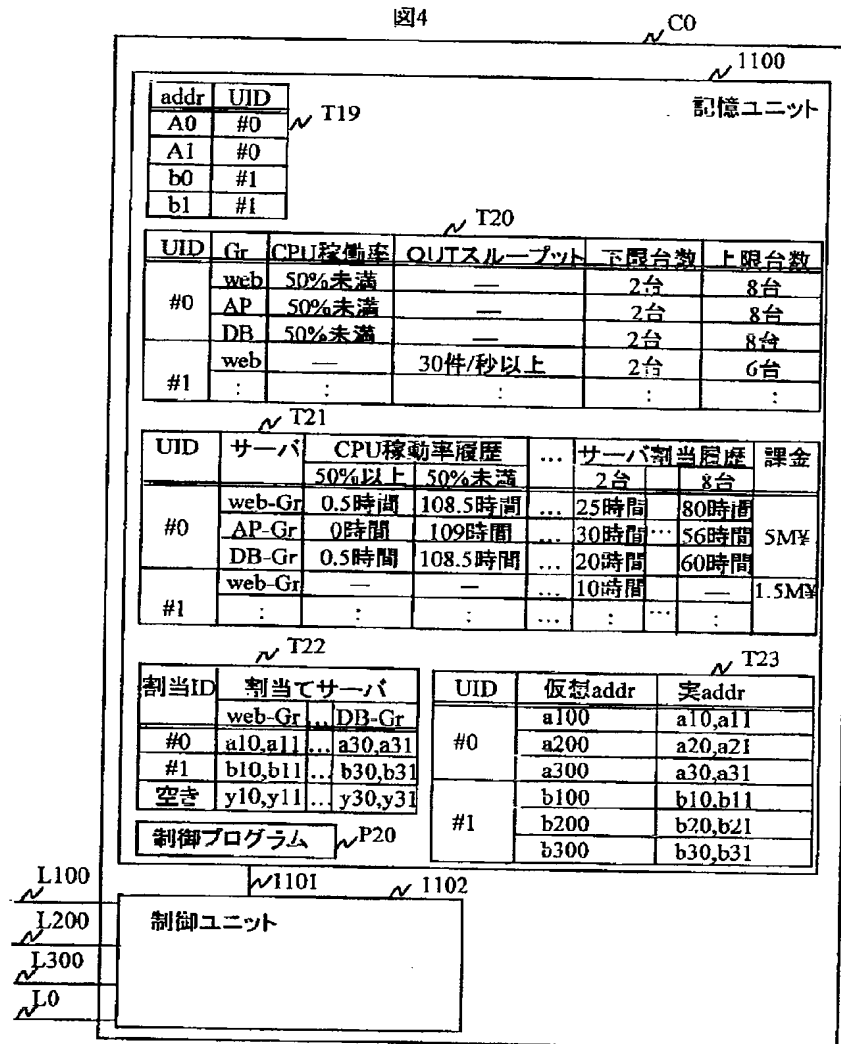 図4
C0
1100
記憶ユニット
addr UID
A0 #0
A1 #0
b0 #1
b1 #1
T19
T20
UID Gr CPU稼働率 OUTスループット 下限台数 上限台数
#0 web 50%未満 — 2台 8台
AP 50%未満 — 2台 8台
DB 50%未満 — 2台 8台
#1 web — 30件/秒以上 2台 6台
: : : : :
T21
UID サーバ CPU稼動率履歴 … サーバ割当履歴 課金
50%以上 50%未満 2台 8台
#0 web-Gr 0.5時間 108.5時間 … 25時間 … 80時間 5M¥
AP-Gr 0時間 109時間 … 30時間 56時間
DB-Gr 0.5時間 108.5時間 … 20時間 60時間
#1 web-Gr — — … 10時間 … — 1.5M¥
: : : … : :
T22
割当ID 割当てサーバ
web-Gr … DB-Gr
#0 a10,a11 … a30,a31
#1 b10,b11 … b30,b31
空き y10,y11 … y30,y31
T23
UID 仮想addr 実addr
#0 a100 a10,a11
a200 a20,a21
a300 a30,a31
#1 b100 b10,b11
b200 b20,b21
b300 b30,b31
制御プログラム
P20
1101
1102
制御ユニット
L100
L200
L300
L0